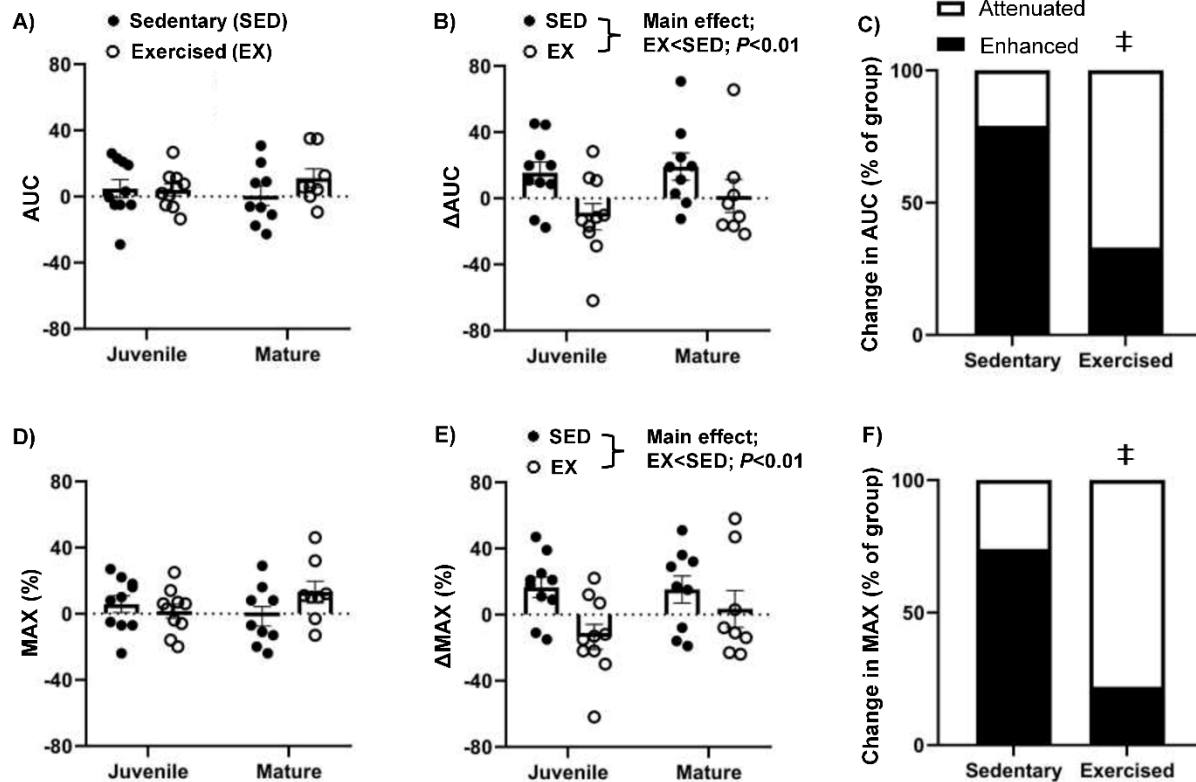 A)
Sedentary (SED)
Exercised (EX)
AUC
80
40
0
-40
-80
Juvenile
Mature
B)
SED
EX
Main effect;
EX<SED; P<0.01
ΔAUC
80
40
0
-40
-80
Juvenile
Mature
C)
Attenuated
Enhanced
‡
Change in AUC (% of group)
100
50
0
Sedentary
Exercised
D)
MAX (%)
80
40
0
-40
-80
Juvenile
Mature
E)
SED
EX
Main effect;
EX<SED; P<0.01
ΔMAX (%)
80
40
0
-40
-80
Juvenile
Mature
F)
‡
Change in MAX (% of group)
100
50
0
Sedentary
Exercised